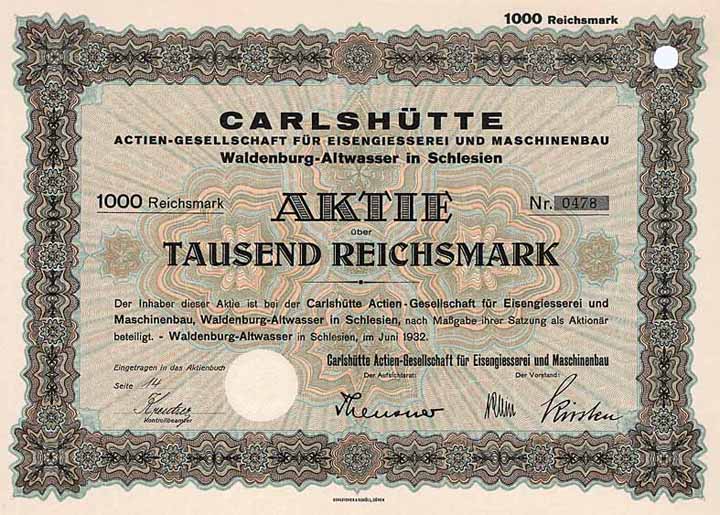 1000 Reichsmark
CARLSHÜTTE
ACTIEN-GESELLSCHAFT FÜR EISENGIESSEREI UND MASCHINENBAU
Waldenburg-Altwasser in Schlesien
1000 Reichsmark AKTIE Nr. 0478
über
TAUSEND REICHSMARK
Der Inhaber dieser Aktie ist bei der Carlshütte Actien-Gesellschaft für Eisengiesserei und
Maschinenbau, Waldenburg-Altwasser in Schlesien, nach Maßgabe ihrer Satzung als Aktionär
beteiligt. - Waldenburg-Altwasser in Schlesien, im Juni 1932.
Carlshütte Actien-Gesellschaft für Eisengiesserei und Maschinenbau
Eingetragen in das Aktienbuch
Der Aufsichtsrat: Der Vorstand:
Seite 14
Kontrollbeamter